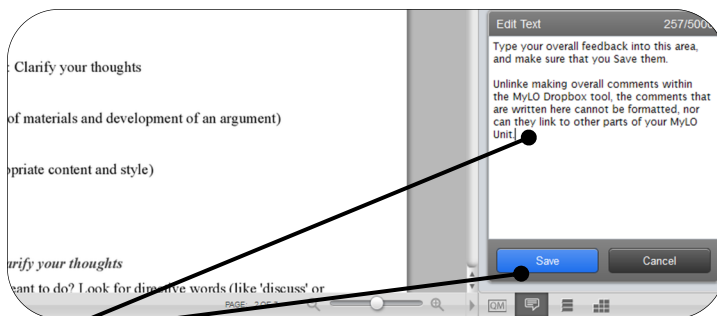 : Clarify your thoughts
of materials and development of an argument)
opriate content and style)
arify your thoughts
eant to do? Look for directive words (like 'discuss' or
PAGE: 2 OF
Edit Text 257/5000
Type your overall feedback into this area,
and make sure that you Save them.
Unlinke making overall comments within
the MyLO Dropbox tool, the comments that
are written here cannot be formatted, nor
can they link to other parts of your MyLO
Unit.
Save Cancel
QM